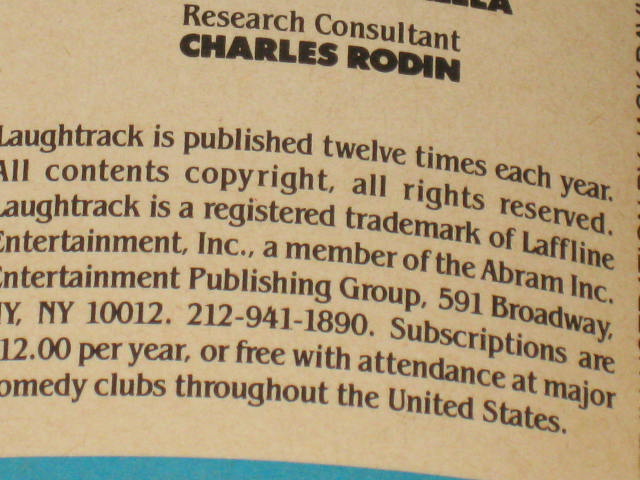 Research Consultant
CHARLES RODIN
Laughtrack is published twelve times each year.
All contents copyright, all rights reserved.
Laughtrack is a registered trademark of Laffline
Entertainment, Inc., a member of the Abram Inc.
Entertainment Publishing Group, 591 Broadway,
NY, NY 10012. 212-941-1890. Subscriptions are
12.00 per year, or free with attendance at major
omedy clubs throughout the United States.